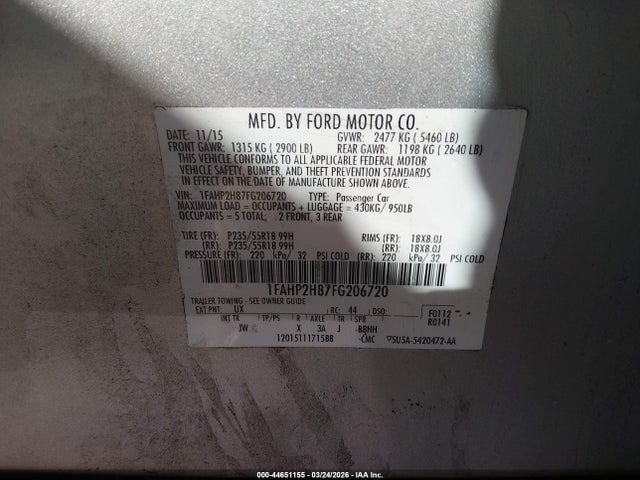 MFD. BY FORD MOTOR CO.
DATE: 11/15 GVWR: 2477 KG ( 5460 LB)
FRONT GAWR: 1315 KG ( 2900 LB) REAR GAWR: 1198 KG ( 2640 LB)
THIS VEHICLE CONFORMS TO ALL APPLICABLE FEDERAL MOTOR
VEHICLE SAFETY, BUMPER, AND THEFT PREVENTION STANDARDS
IN EFFECT ON THE DATE OF MANUFACTURE SHOWN ABOVE.
VIN: 1FAHP2H87FG206720 TYPE: Passenger Car
MAXIMUM LOAD = OCCUPANTS + LUGGAGE = 430KG/ 950LB
OCCUPANTS = 5 TOTAL, 2 FRONT, 3 REAR
TIRE (FR): P235/55R18 99H RIMS (FR): 18X8.0J
(RR): P235/55R18 99H (RR): 18X8.0J
PRESSURE (FR): 220 kPa/ 32 PSI COLD (RR): 220 kPa/ 32 PSI COLD
1FAHP2H87FG206720
TRAILER TOWING - SEE OWNER GUIDE
EXT PNT: UX RC: 44 DSO: F0112
INT TR TP/PS R AXLE TR SPR R0141
JW X 3A J BBHH
1201511171588 -CMC ▽5U5A-5420472-AA
000-44651155 - 03/24/2026 - IAA Inc.